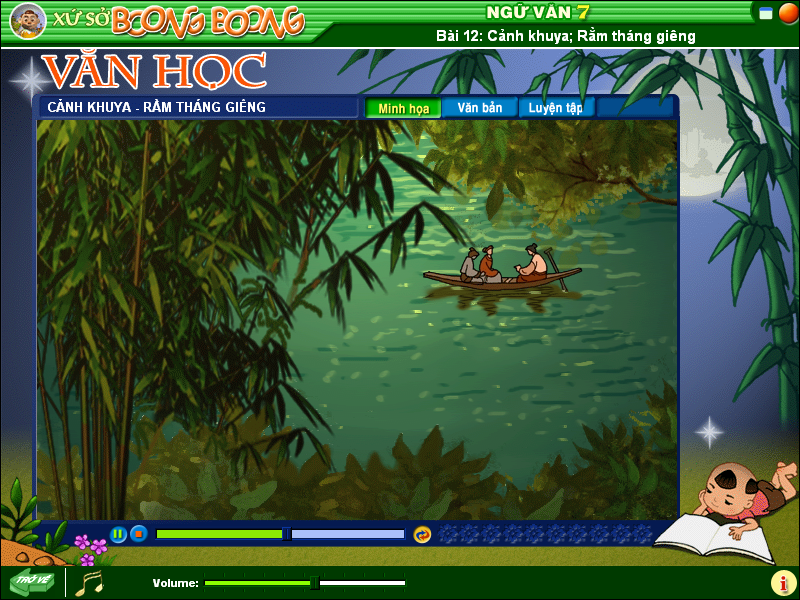 XỨ SỞ BOONG BOONG
NGỮ VĂN 7
Bài 12: Cảnh khuya; Rằm tháng giêng
VĂN HỌC
CẢNH KHUYA - RẰM THÁNG GIÊNG
Minh họa
Văn bản
Luyện tập
TRỞ VỀ
Volume:
i